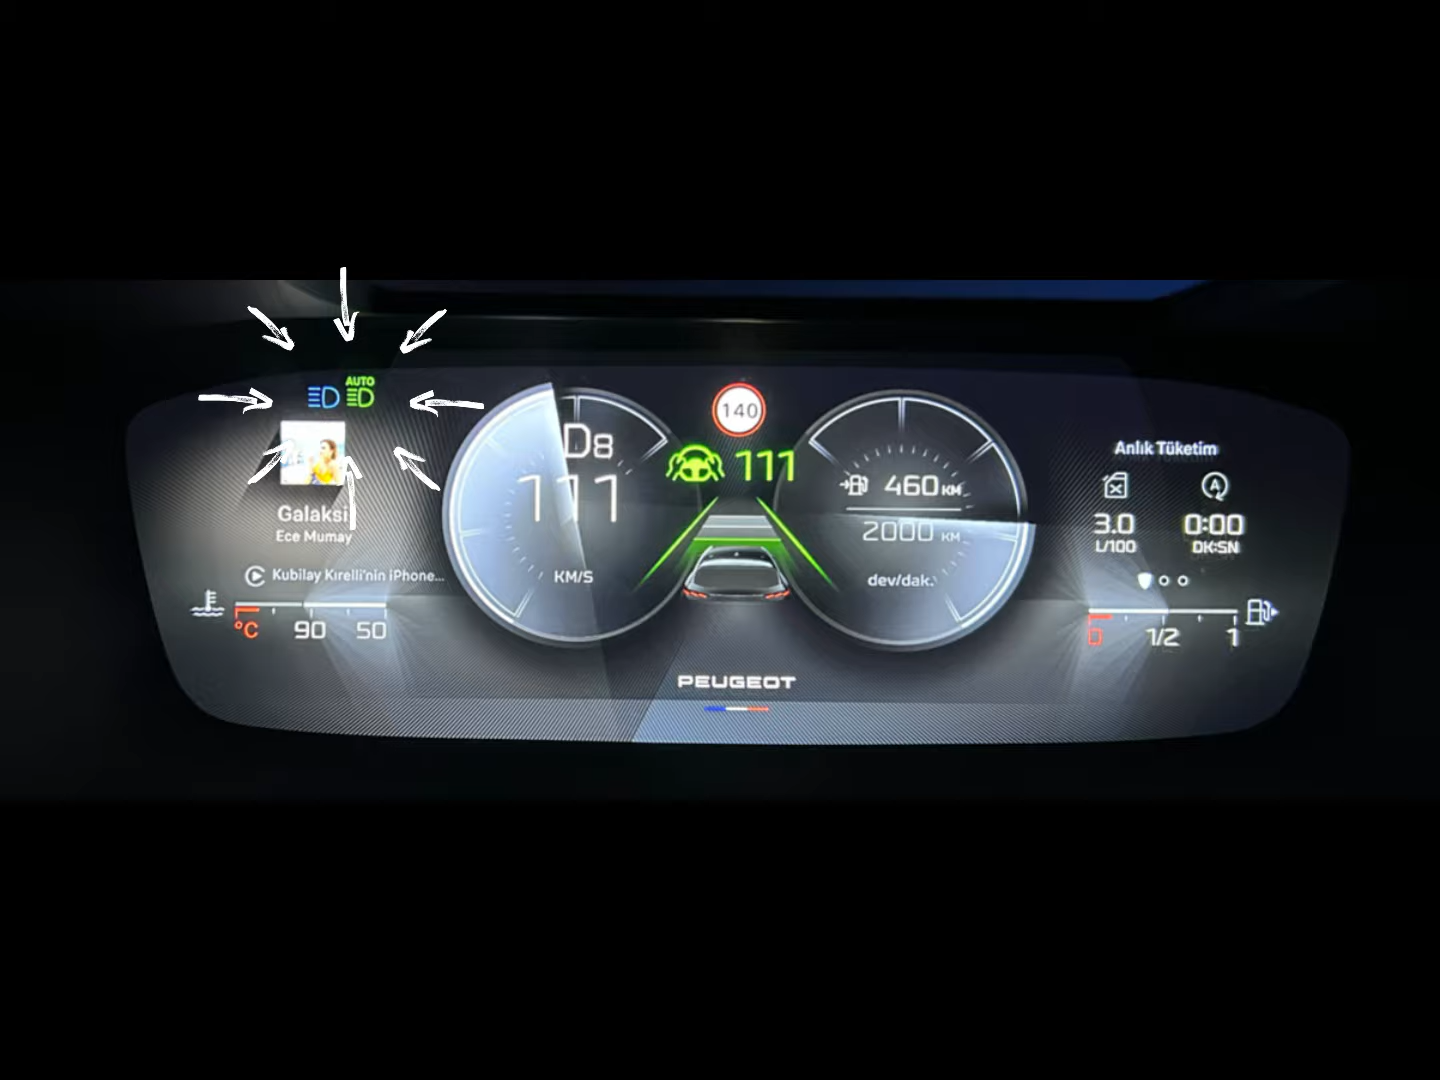 AUTO
Galaksi
Ece Mumay
Kubilay Kırelli'nin iPhone...
°C 90 50
D8
111
KM/S
140
111
460 KM
2000 KM
dev/dak.
PEUGEOT
Anlık Tüketim
A
3.0 0:00
L/100 DK:SN
0 1/2 1